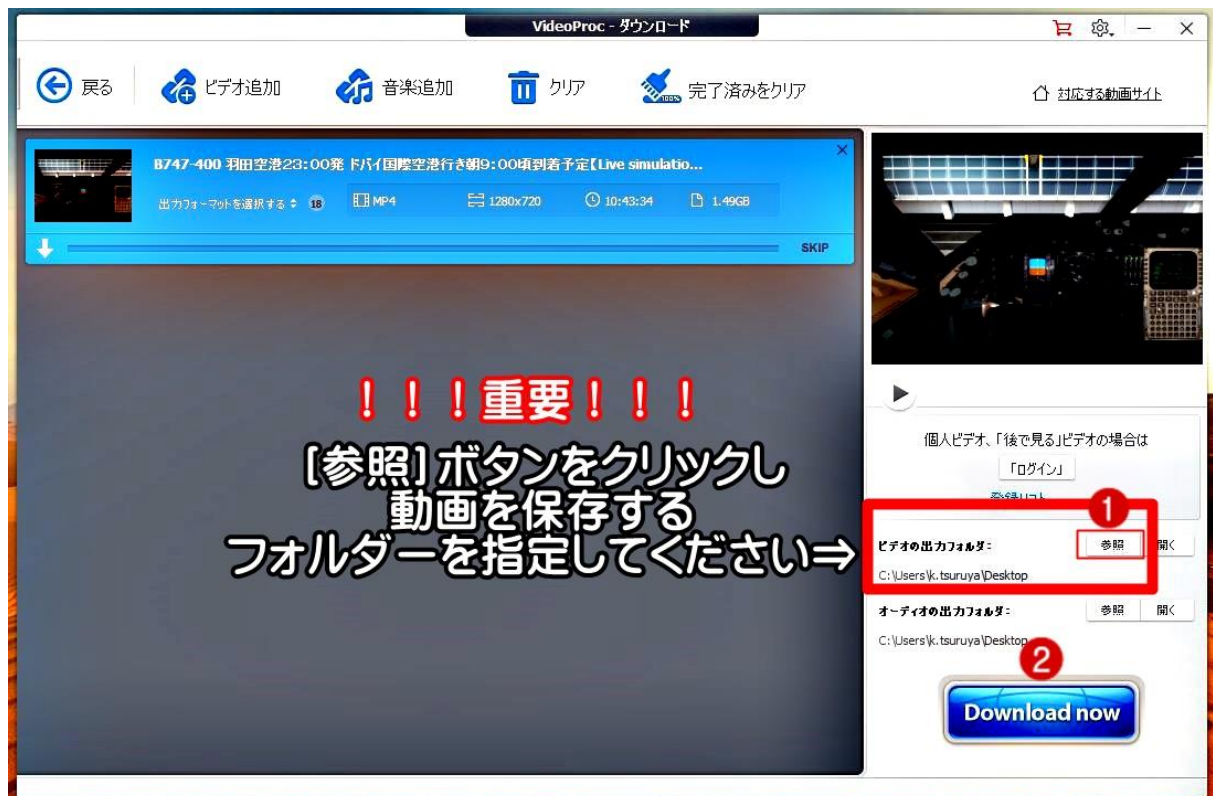 VideoProc - ダウンロード
戻る
ビデオ追加
音楽追加
クリア
100%
完了済みをクリア
対応する動画サイト
B747-400 羽田空港23:00発 ドバイ国際空港行き朝9:00頃到着予定【Live simulatio...
出力フォーマットを選択する 18 MP4 1280x720 10:43:34 1.49GB
SKIP
!!!重要!!!
[参照]ボタンをクリックし
動画を保存する
フォルダーを指定してください⇒
個人ビデオ、「後で見る」ビデオの場合は
「ログイン」
登録リスト
1
ビデオの出力フォルダ: 参照 開く
C:\Users\k.tsuruya\Desktop
オーディオの出力フォルダ: 参照 開く
C:\Users\k.tsuruya\Desktop
2
Download now